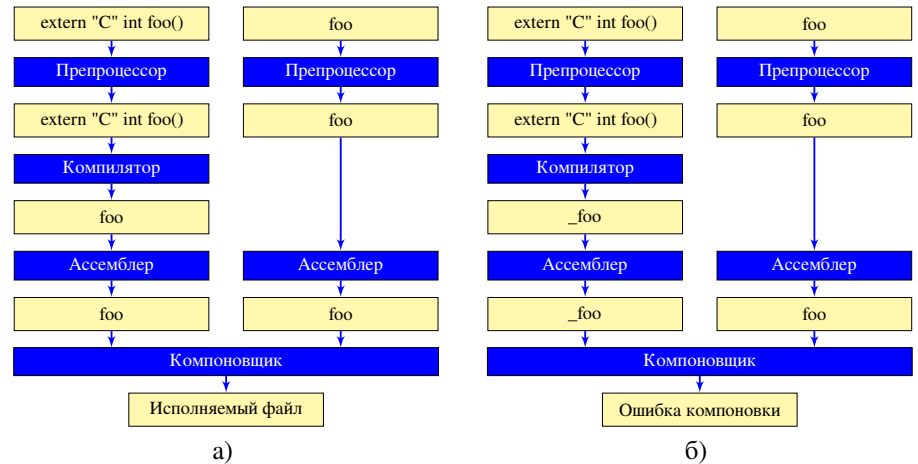 extern "C" int foo()
foo
extern "C" int foo()
foo
Препроцессор
Препроцессор
Препроцессор
Препроцессор
extern "C" int foo()
foo
extern "C" int foo()
foo
Компилятор
Компилятор
foo
_foo
Ассемблер
Ассемблер
Ассемблер
Ассемблер
foo
foo
_foo
foo
Компоновщик
Компоновщик
Исполняемый файл
Ошибка компоновки
а)
б)